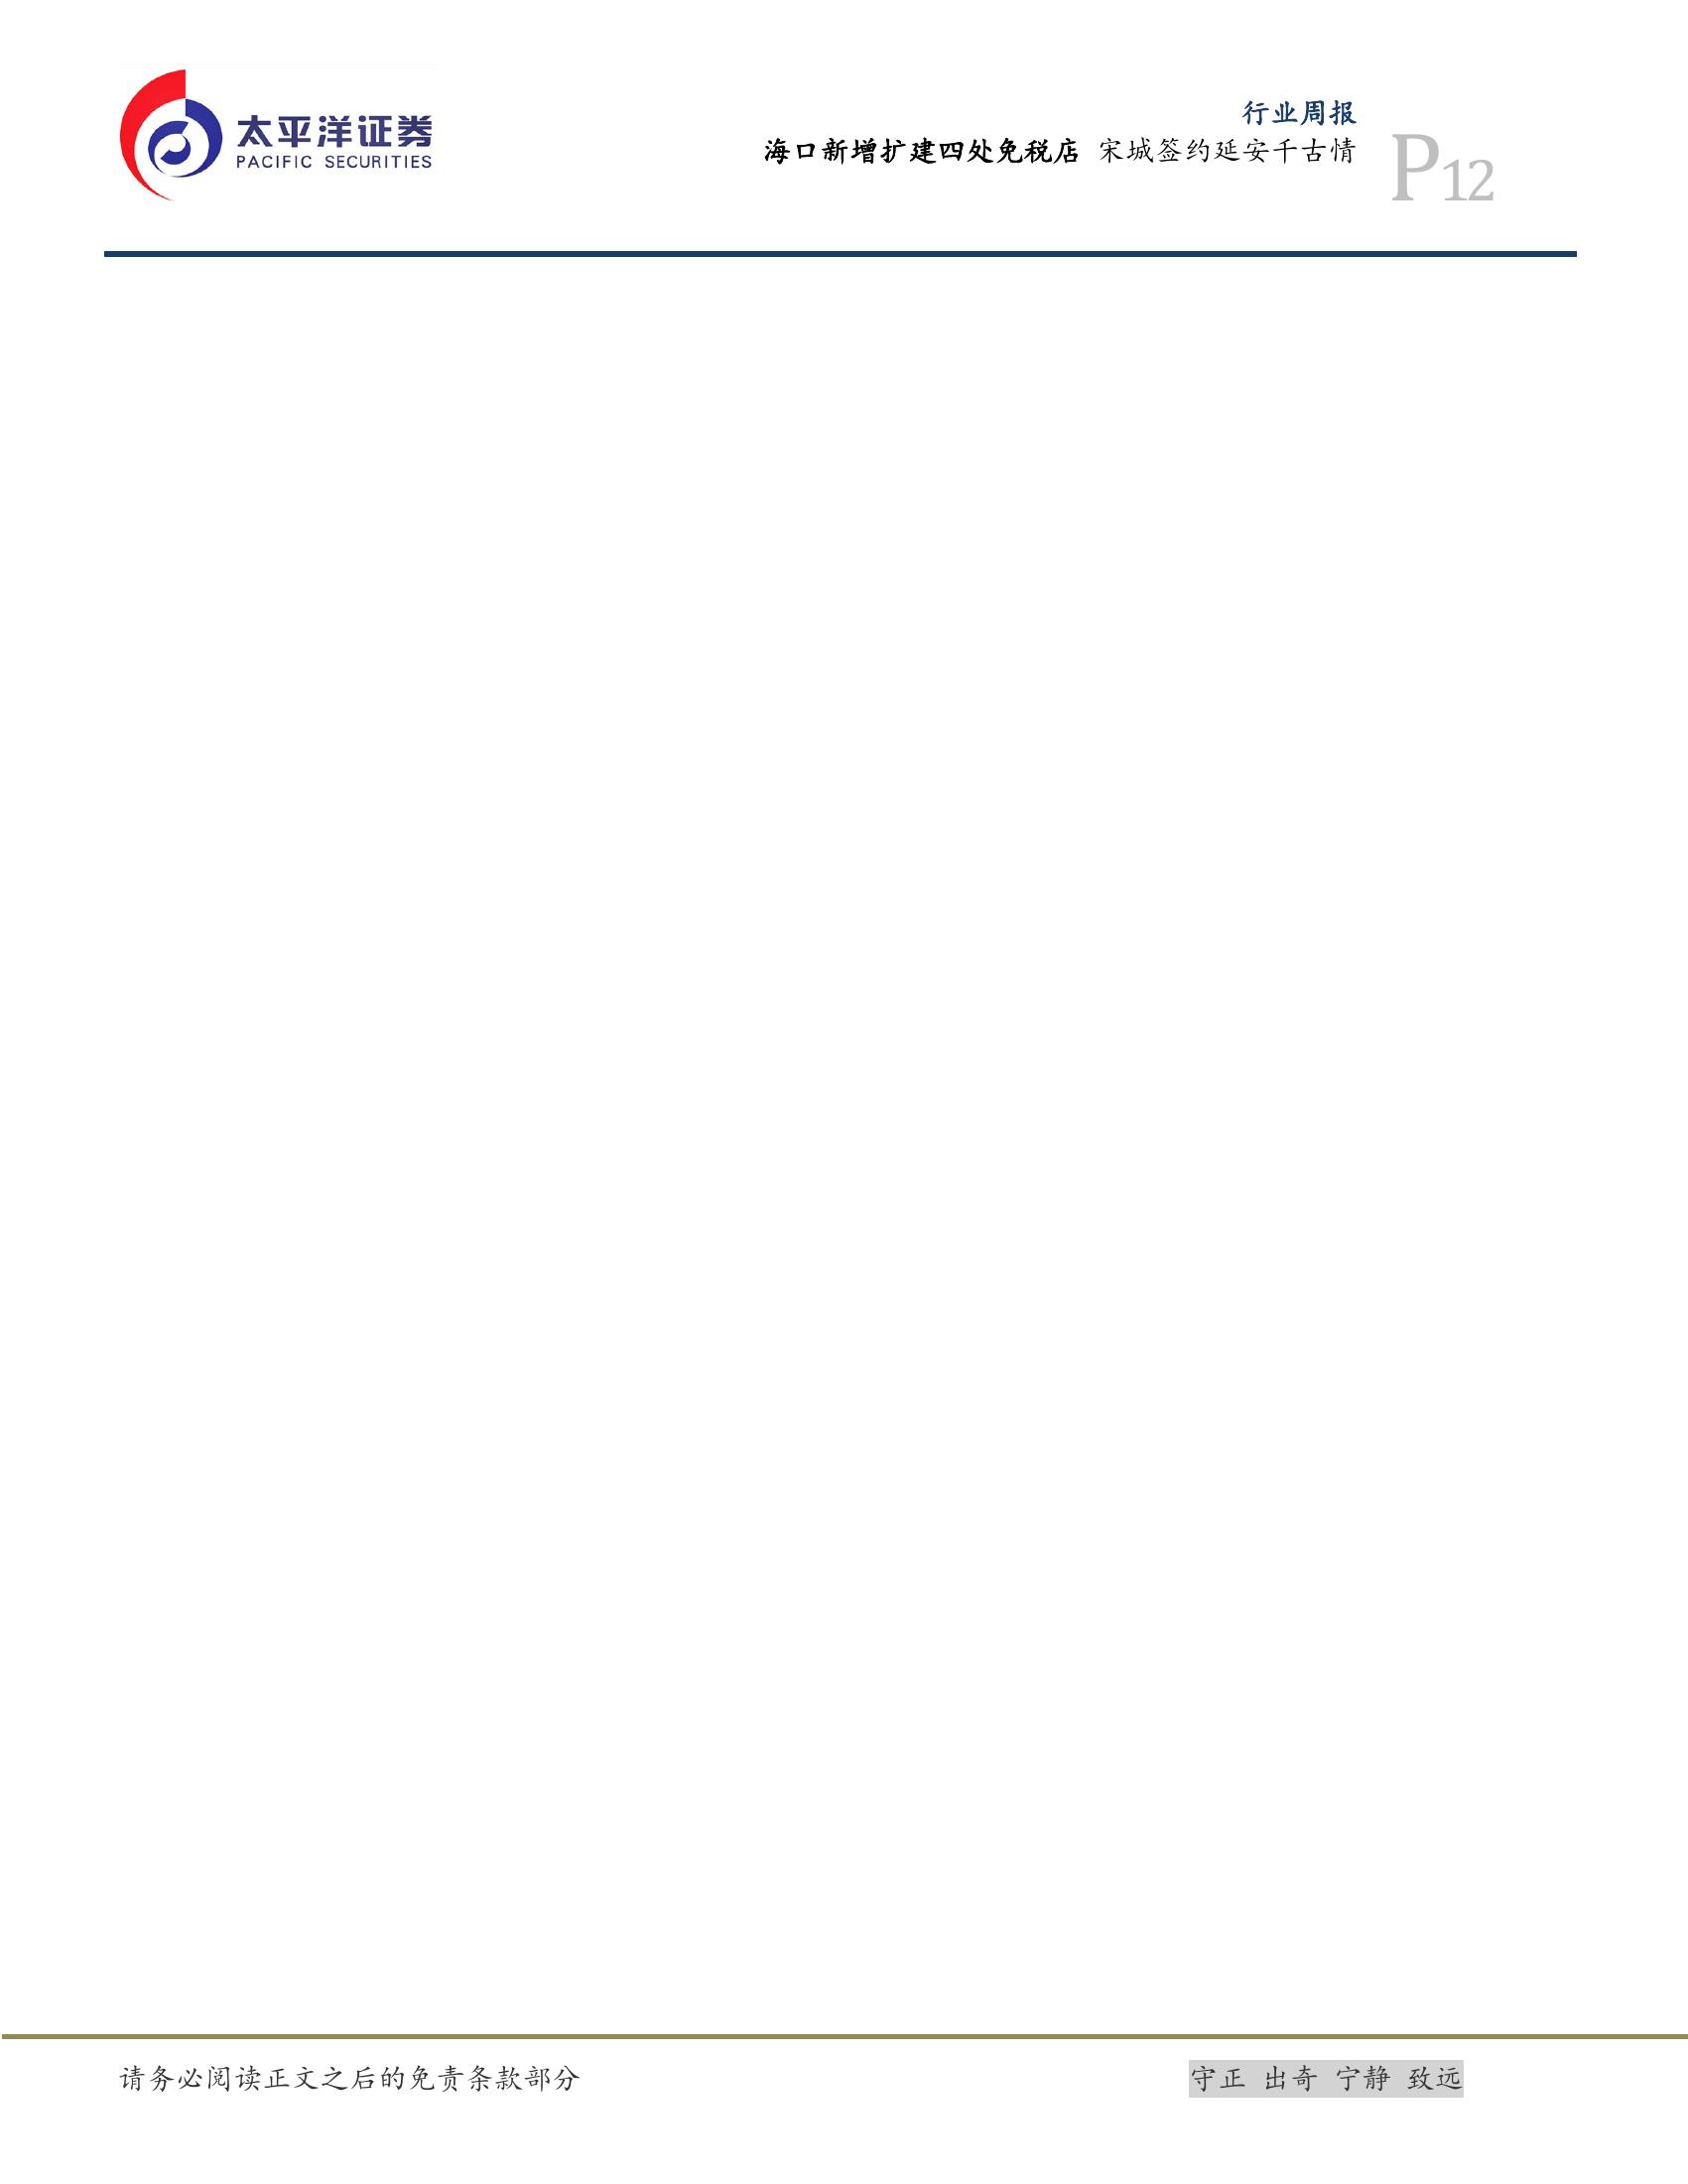 太平洋证券
PACIFIC SECURITIES
行业周报
海口新增扩建四处免税店 宋城签约延安千古情
P12
请务必阅读正文之后的免责条款部分
守正 出奇 宁静 致远